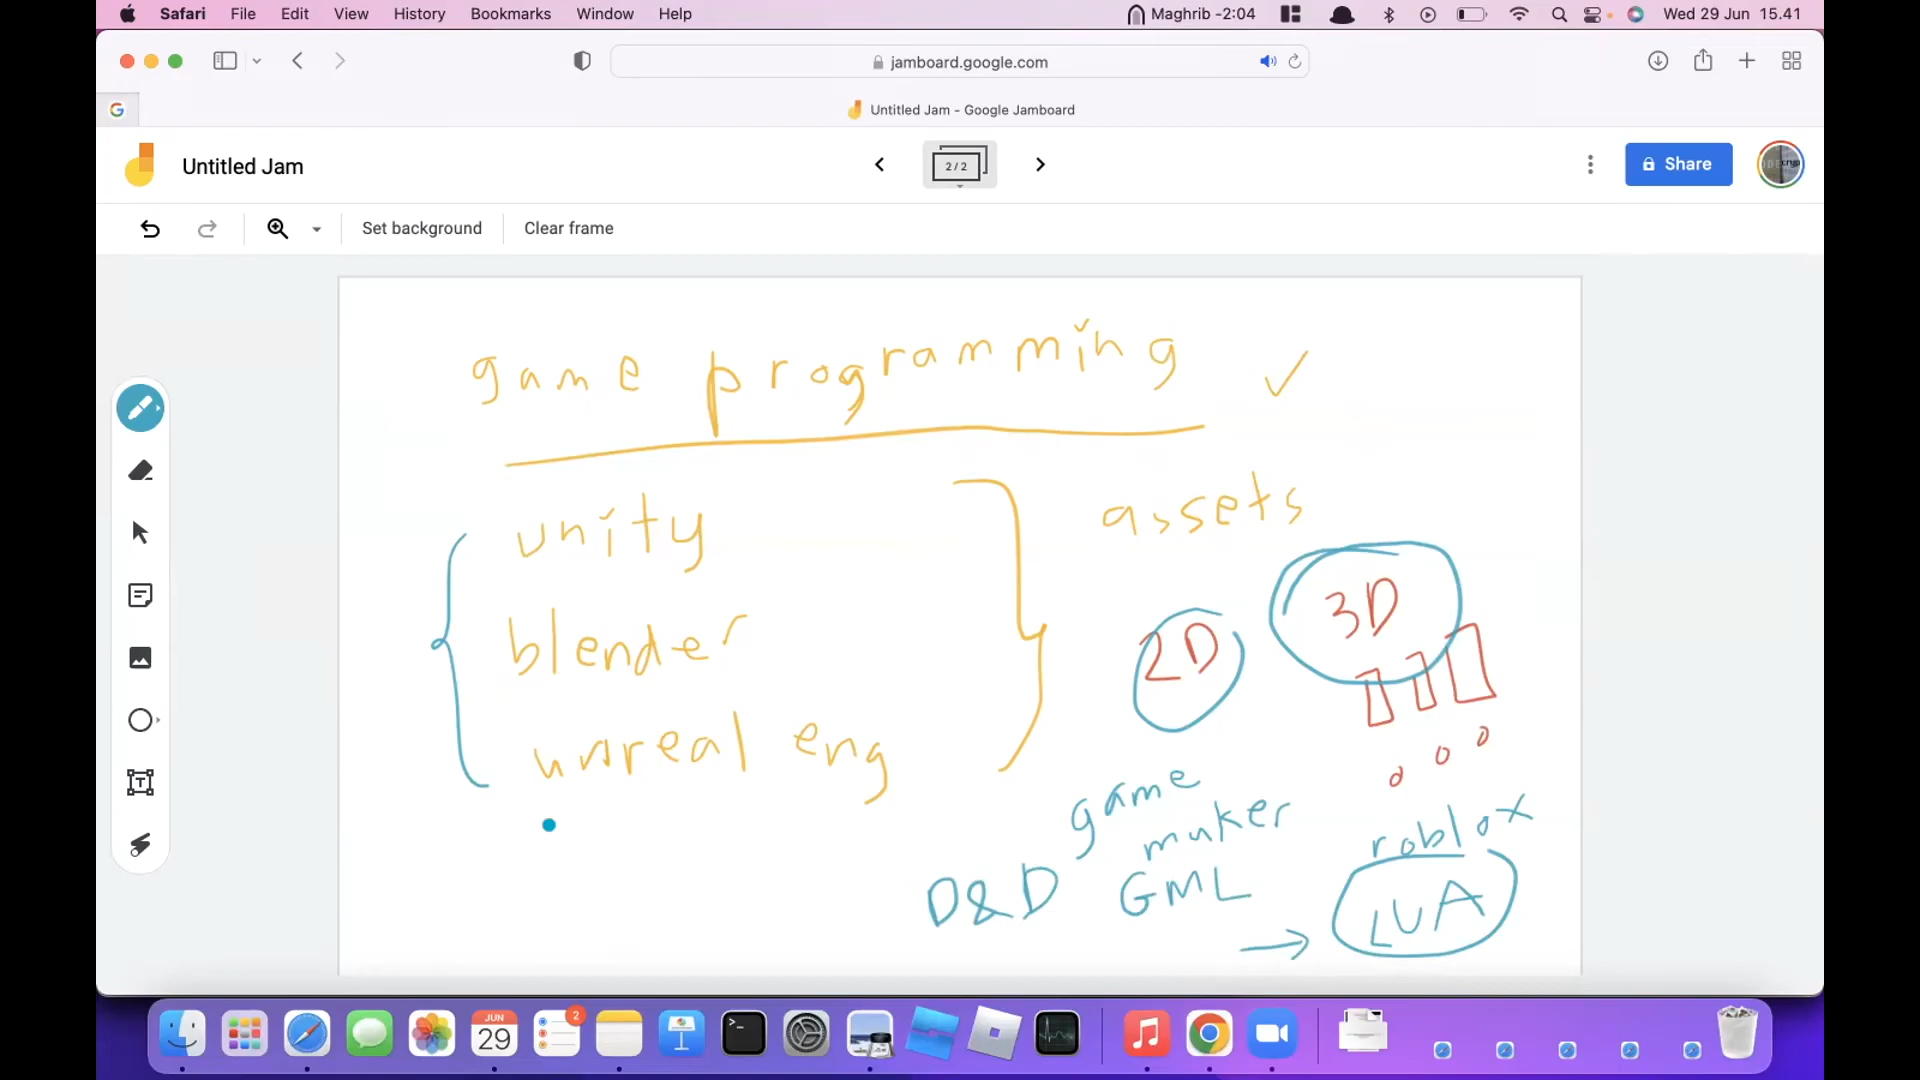 Safari File Edit View History Bookmarks Window Help Maghrib -2:04 Wed 29 Jun 15.41
jamboard.google.com
G Untitled Jam - Google Jamboard
Untitled Jam 2 / 2 Share
Set background Clear frame
game programming
unity
assets
blender
2D
3D
unreal eng
game
maker
roblox
D&D
GML
LUA
JUN
29
2